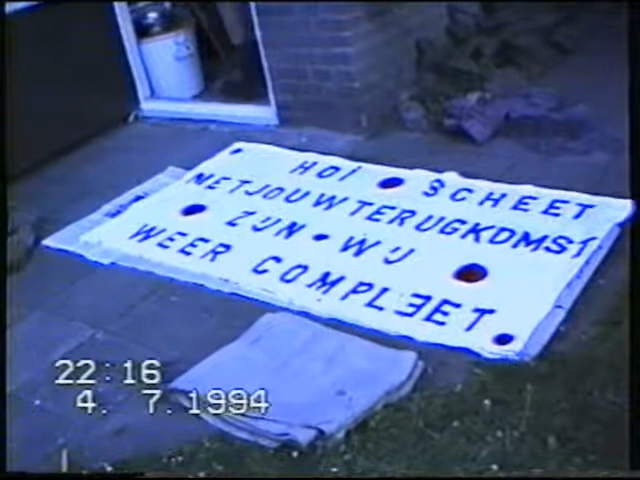 HOI SCHEET
METJOUWTERUGKOMST
ZIJN WIJ
WEER COMPLEET
22:16
4. 7.1994